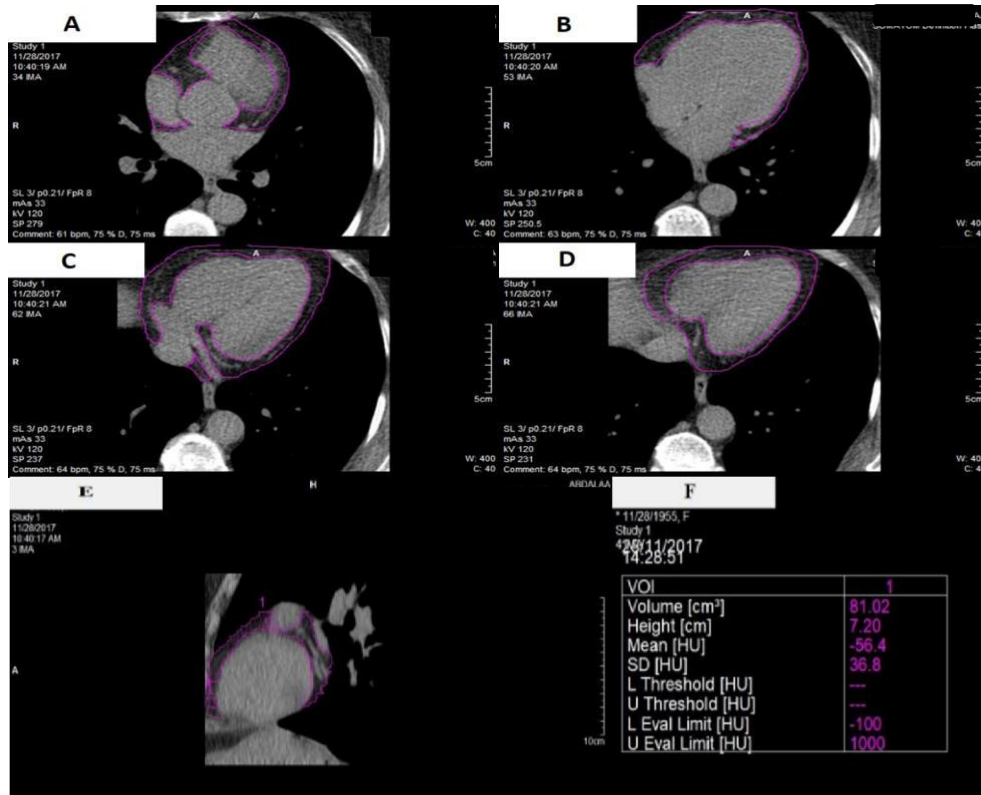 A
A
Study 1
11/28/2017
10:40:19 AM
34 IMA
R
5cm
SL 3/ p0.21/ FpR 8
mAs 33
kV 120
SP 279
Comment: 61 bpm, 75 % D, 75 ms
W: 400
C: 40
B
A
Study 1
11/28/2017
10:40:20 AM
53 IMA
R
5cm
SL 3/ p0.21/ FpR 8
mAs 33
kV 120
SP 250.5
Comment: 63 bpm, 75 % D, 75 ms
W: 400
C: 40
C
A
Study 1
11/28/2017
10:40:21 AM
62 IMA
R
5cm
SL 3/ p0.21/ FpR 8
mAs 33
kV 120
SP 237
Comment: 64 bpm, 75 % D, 75 ms
W: 400
C: 40
D
A
Study 1
11/28/2017
10:40:21 AM
66 IMA
R
5cm
SL 3/ p0.21/ FpR 8
mAs 33
kV 120
SP 231
Comment: 64 bpm, 75 % D, 75 ms
W: 400
C: 40
E
H
Study 1
11/28/2017
10:40:17 AM
3 IMA
1
A
10cm
ABDALAA
F
* 11/28/1955, F
Study 1
/11/2017
14:28:51
VOI 1
Volume [cm³] 81.02
Height [cm] 7.20
Mean [HU] -56.4
SD [HU] 36.8
L Threshold [HU] ---
U Threshold [HU] ---
L Eval Limit [HU] -100
U Eval Limit [HU] 1000